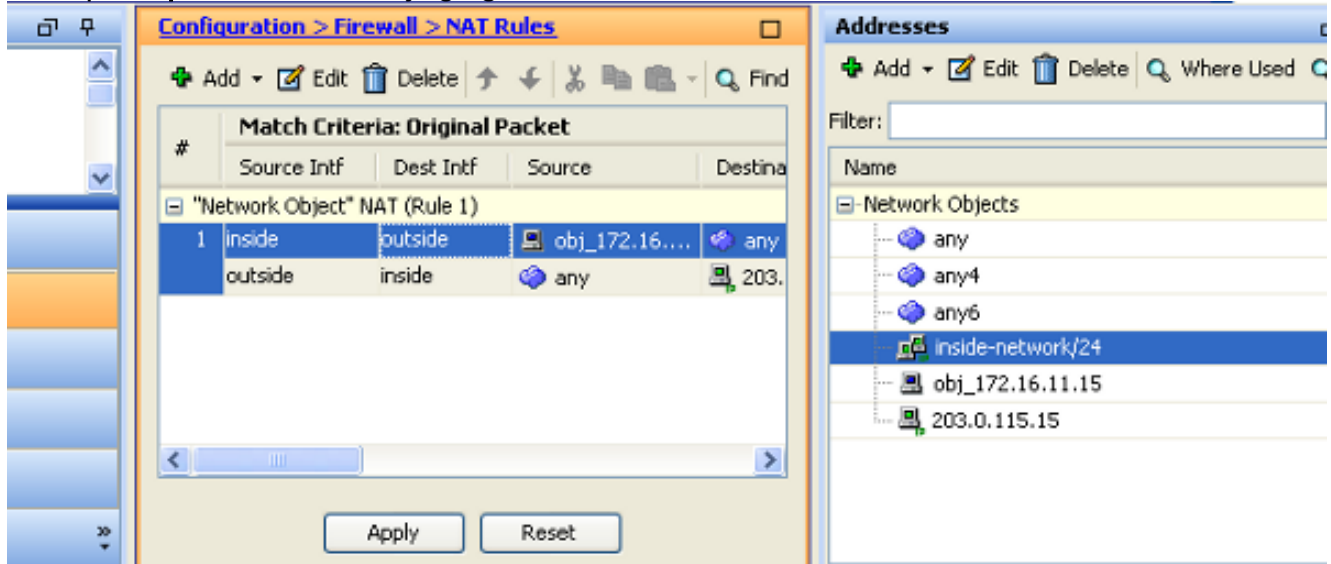 Configuration > Firewall > NAT Rules
Add Edit Delete Find
# Match Criteria: Original Packet
Source Intf Dest Intf Source Destina
"Network Object" NAT (Rule 1)
1 inside outside obj_172.16.... any
outside inside any 203.
Apply Reset
Addresses
Add Edit Delete Where Used
Filter:
Name
Network Objects
any
any4
any6
inside-network/24
obj_172.16.11.15
203.0.115.15